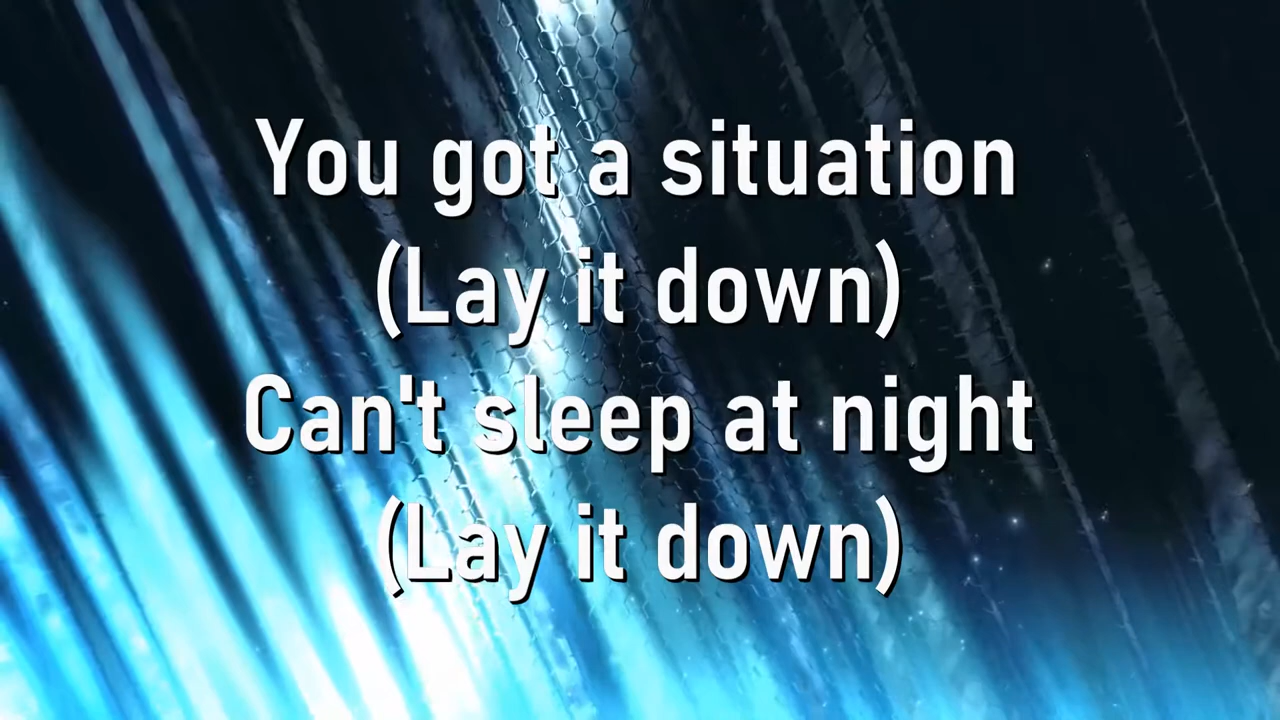 You got a situation
(Lay it down)
Can't sleep at night
(Lay it down)